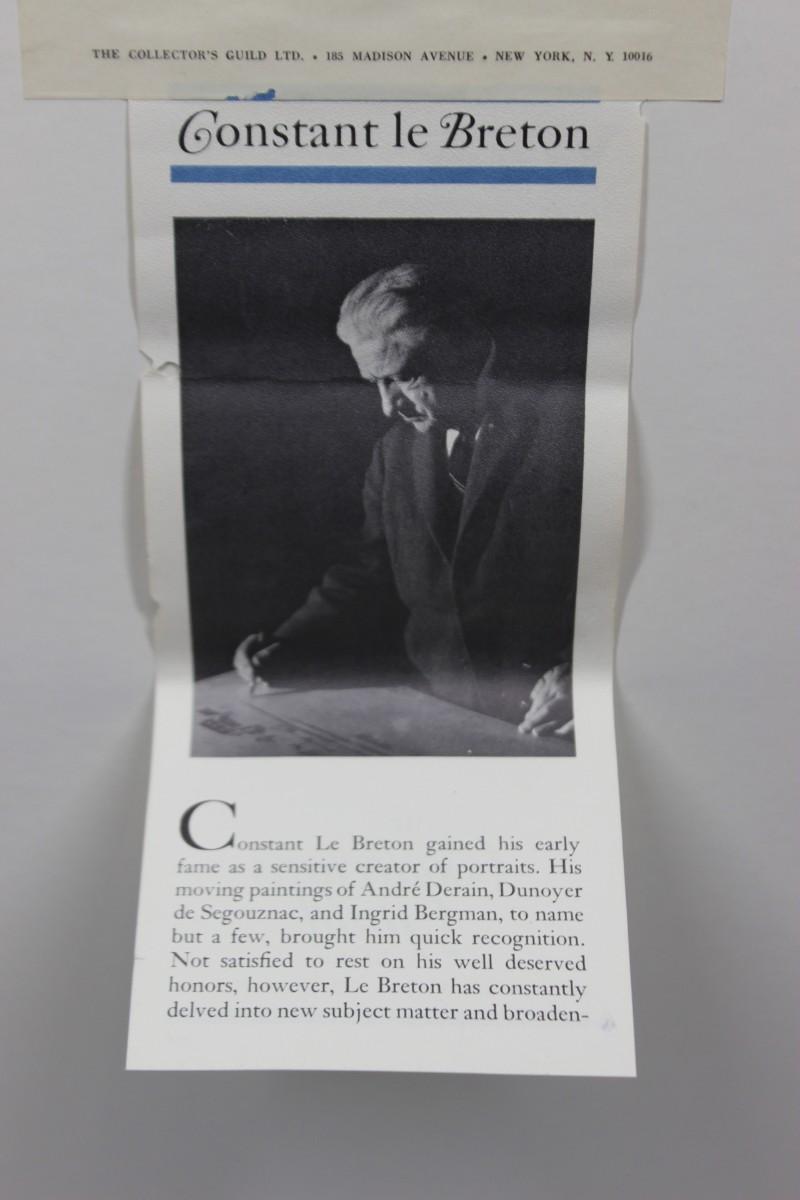 THE COLLECTOR'S GUILD LTD. • 185 MADISON AVENUE • NEW YORK, N. Y. 10016
Constant le Breton
Constant Le Breton gained his early
fame as a sensitive creator of portraits. His
moving paintings of André Derain, Dunoyer
de Segouznac, and Ingrid Bergman, to name
but a few, brought him quick recognition.
Not satisfied to rest on his well deserved
honors, however, Le Breton has constantly
delved into new subject matter and broaden-